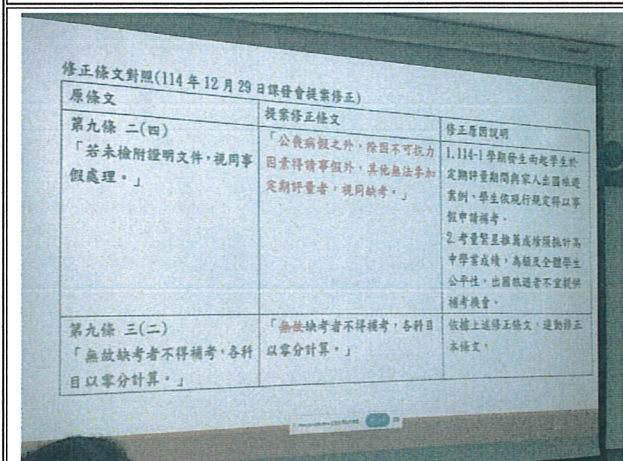 修正條文對照(114年12月29日課發會提案修正)
原條文
提案修正條文
修正原因說明
第九條 二(四)
「若未檢附證明文件,視同事
假處理。」
「公喪病假之外,除因不可抗力
因素得請事假外,其他無法參加
定期評量者,視同缺考。」
1.114-1學期發生兩起學生於
定期評量期間與家人出國旅遊
案例,學生依現行規定得以事
假申請補考。
2.考量繁星推薦成績須採計高
中學業成績,為顧及全體學生
公平性,出國旅遊者不宜提供
補考機會。
第九條 三(二)
「無故缺考者不得補考,各科
目以零分計算。」
「無故缺考者不得補考,各科目
以零分計算。」
依據上述修正條文,連動修正
本條文。